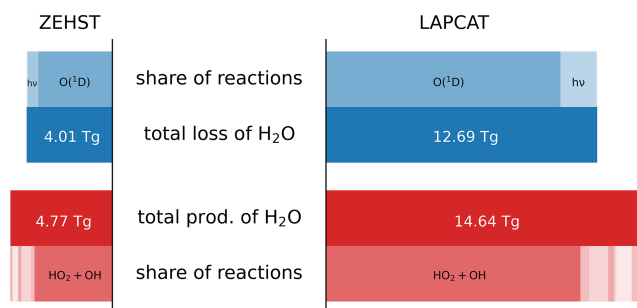 ZEHST LAPCAT
hν O(¹D) share of reactions O(¹D) hν
4.01 Tg total loss of H₂O 12.69 Tg
4.77 Tg total prod. of H₂O 14.64 Tg
HO₂ + OH share of reactions HO₂ + OH